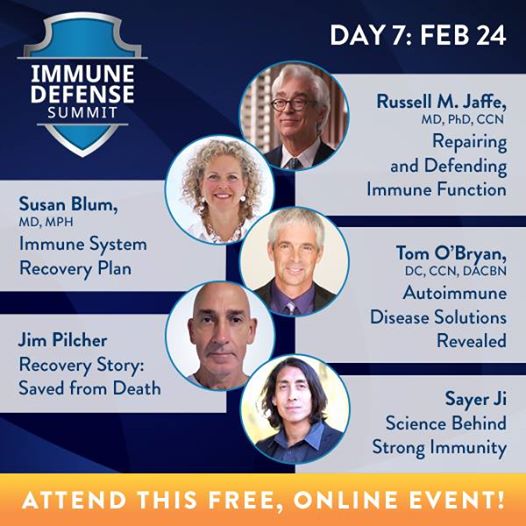 IMMUNE
DEFENSE
SUMMIT
DAY 7: FEB 24
Russell M. Jaffe,
MD, PhD, CCN
Repairing
and Defending
Immune Function
Susan Blum,
MD, MPH
Immune System
Recovery Plan
Tom O'Bryan,
DC, CCN, DACBN
Autoimmune
Disease Solutions
Revealed
Jim Pilcher
Recovery Story:
Saved from Death
Sayer Ji
Science Behind
Strong Immunity
ATTEND THIS FREE, ONLINE EVENT!